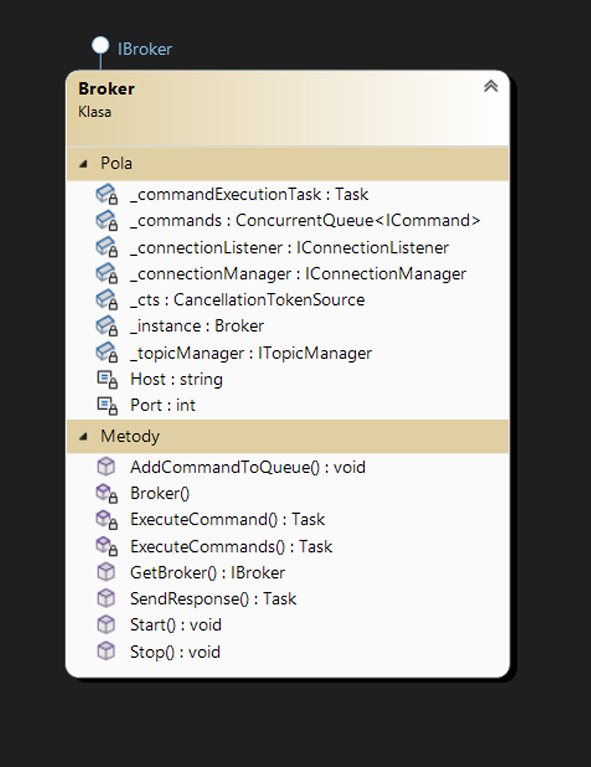 IBroker
Broker
Klasa
Pola
_commandExecutionTask : Task
_commands : ConcurrentQueue<ICommand>
_connectionListener : IConnectionListener
_connectionManager : IConnectionManager
_cts : CancellationTokenSource
_instance : Broker
_topicManager : ITopicManager
Host : string
Port : int
Metody
AddCommandToQueue() : void
Broker()
ExecuteCommand() : Task
ExecuteCommands() : Task
GetBroker() : IBroker
SendResponse() : Task
Start() : void
Stop() : void